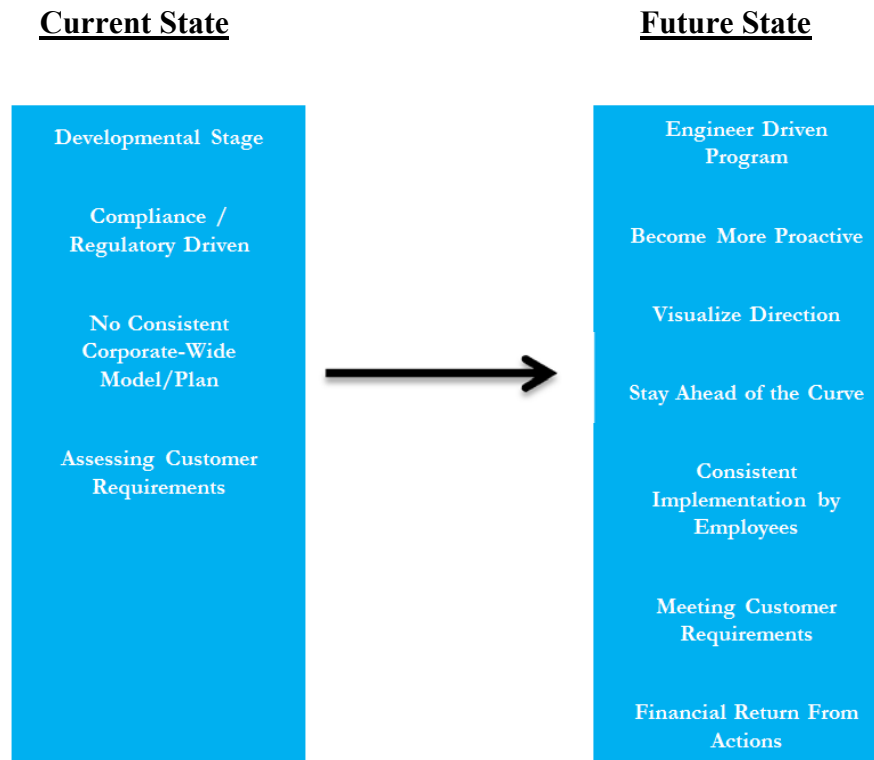 Current State
Future State
Developmental Stage
Compliance /
Regulatory Driven
No Consistent
Corporate-Wide
Model/Plan
Assessing Customer
Requirements
Engineer Driven
Program
Become More Proactive
Visualize Direction
Stay Ahead of the Curve
Consistent
Implementation by
Employees
Meeting Customer
Requirements
Financial Return From
Actions